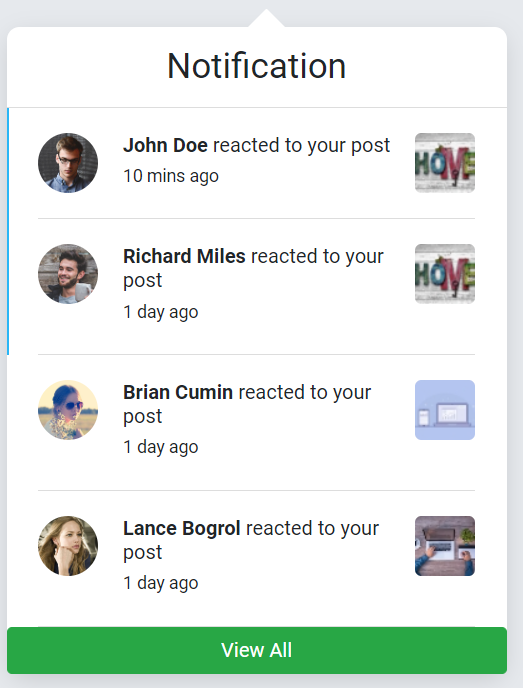 Notification
John Doe reacted to your post
10 mins ago
HOME
Richard Miles reacted to your
post
1 day ago
HOME
Brian Cumin reacted to your
post
1 day ago
Lance Bogrol reacted to your
post
1 day ago
View All